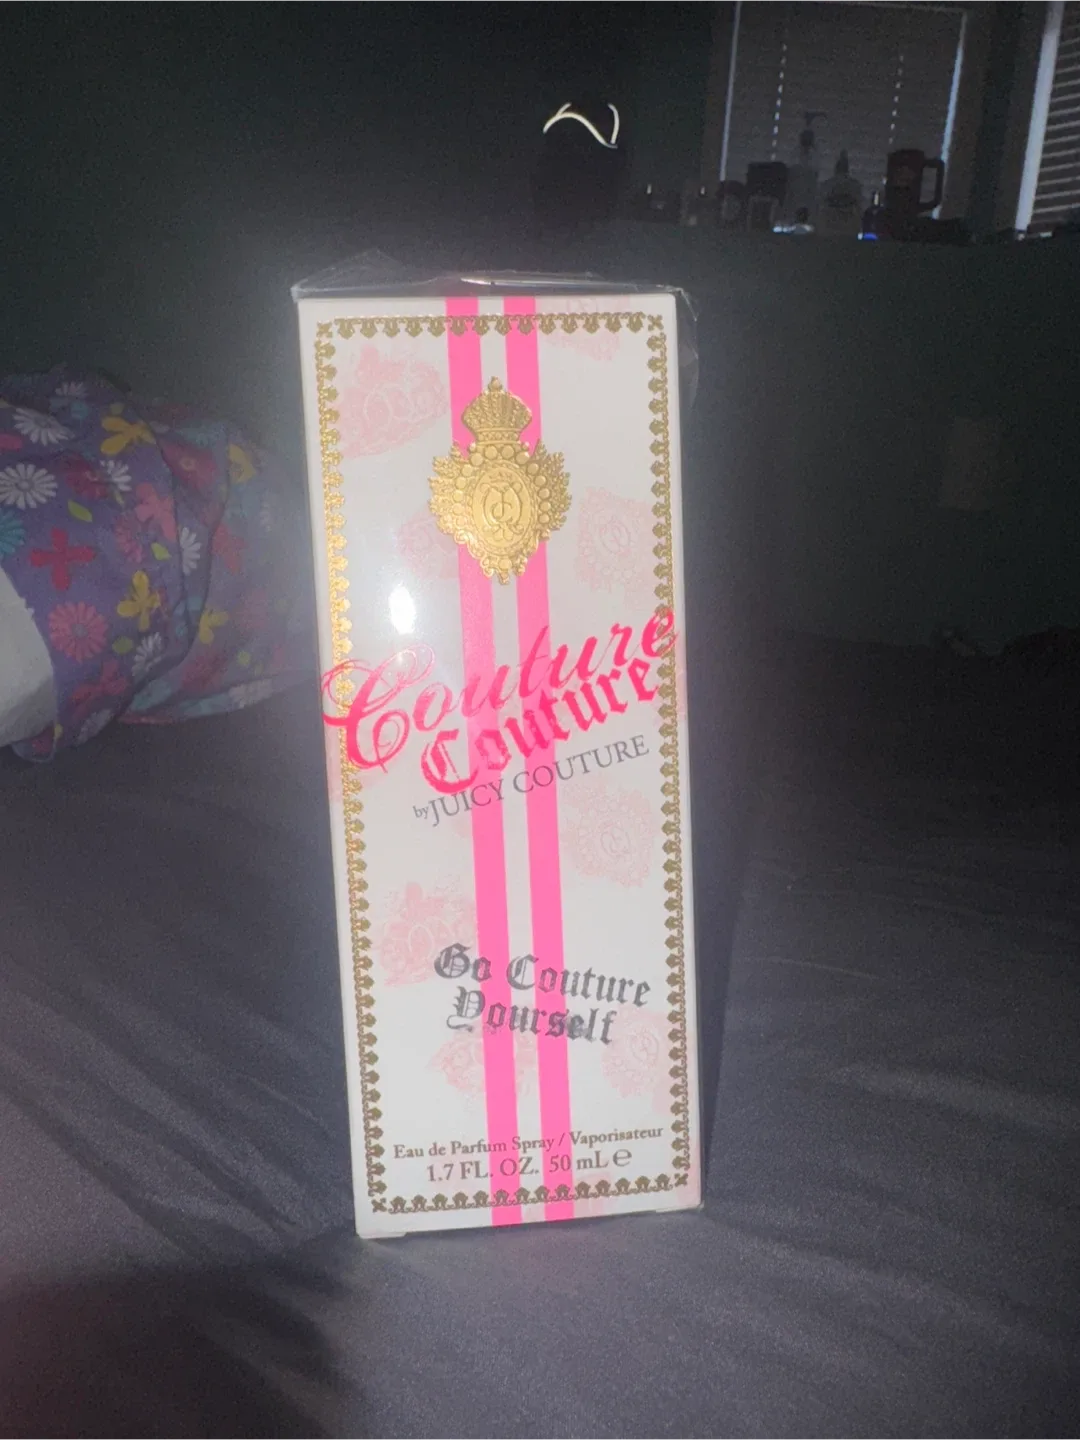 Couture
Couture
by JUICY COUTURE
Go Couture
Yourself
Eau de Parfum Spray / Vaporisateur
1.7 FL. OZ. 50 mL ℮